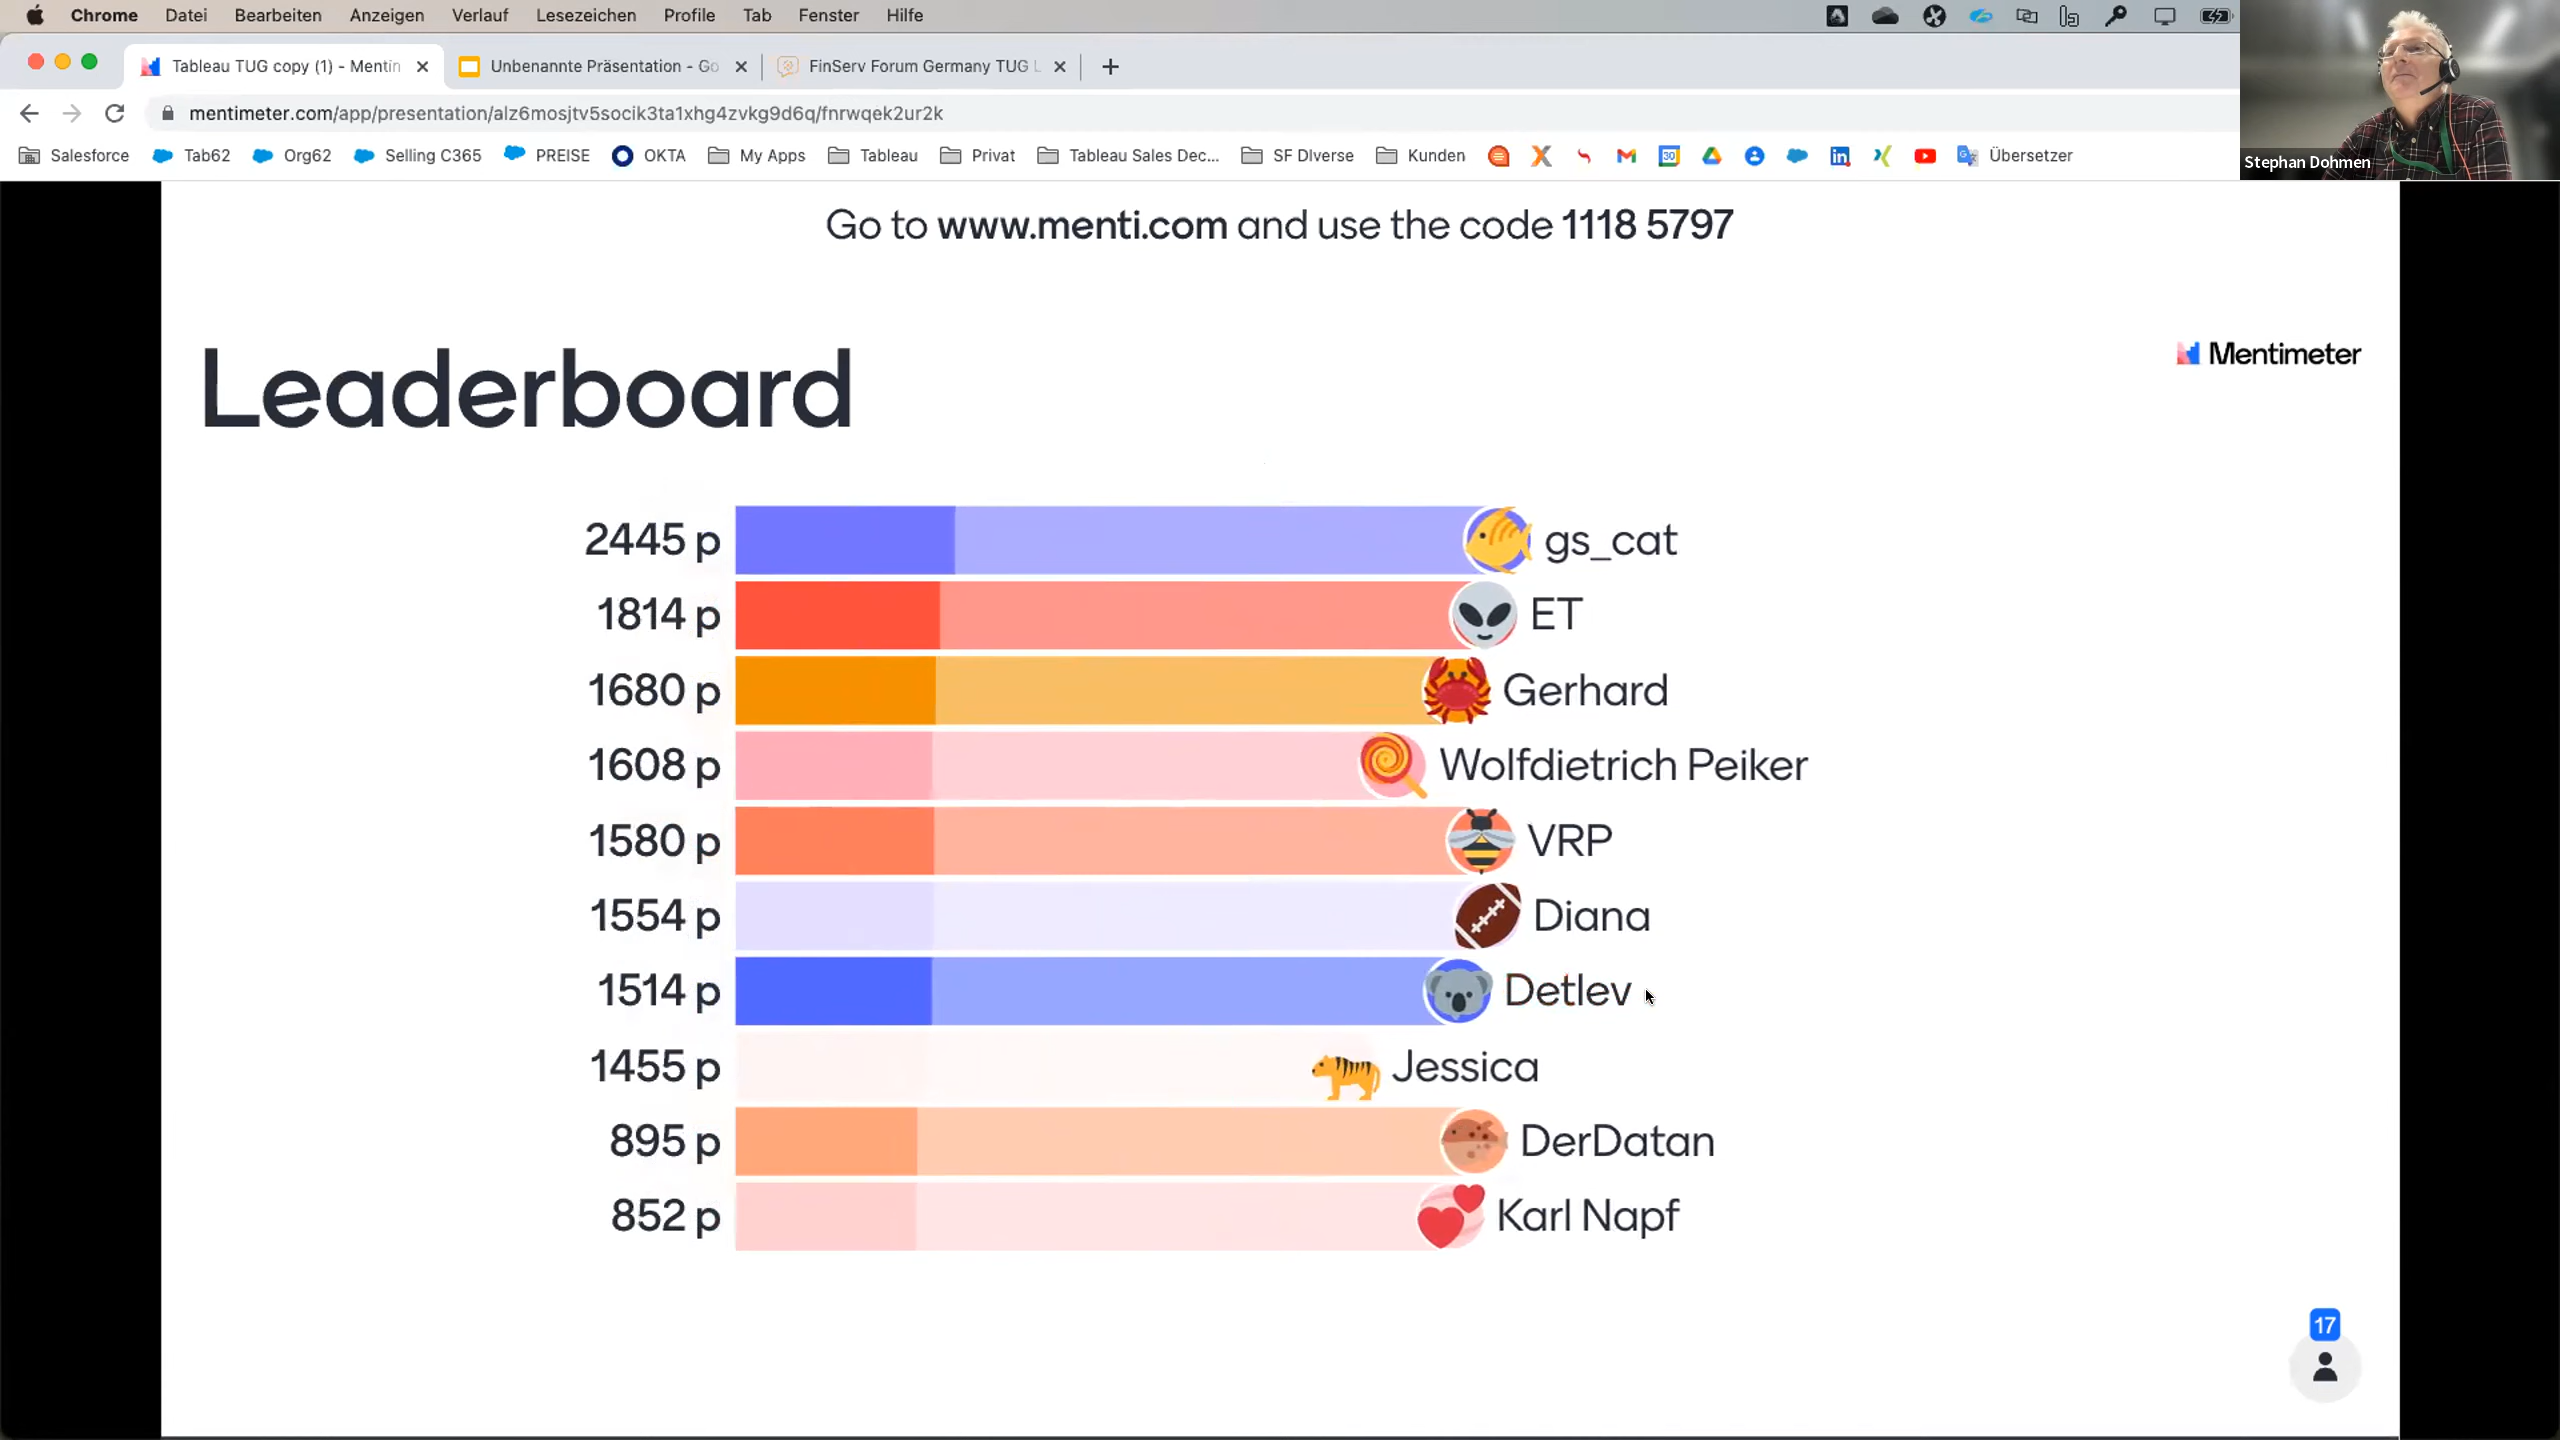 Chrome Datei Bearbeiten Anzeigen Verlauf Lesezeichen Profile Tab Fenster Hilfe
Tableau TUG copy (1) - Mentin
Unbenannte Präsentation - Go
FinServ Forum Germany TUG L
mentimeter.com/app/presentation/alz6mosjtv5socik3ta1xhg4zvkg9d6q/fnrwqek2ur2k
Salesforce Tab62 Org62 Selling C365 PREISE OKTA My Apps Tableau Privat Tableau Sales Dec... SF DIverse Kunden Übersetzer
Stephan Dohmen
Go to www.menti.com and use the code 1118 5797
Mentimeter
Leaderboard
2445 p gs_cat
1814 p ET
1680 p Gerhard
1608 p Wolfdietrich Peiker
1580 p VRP
1554 p Diana
1514 p Detlev
1455 p Jessica
895 p DerDatan
852 p Karl Napf
17